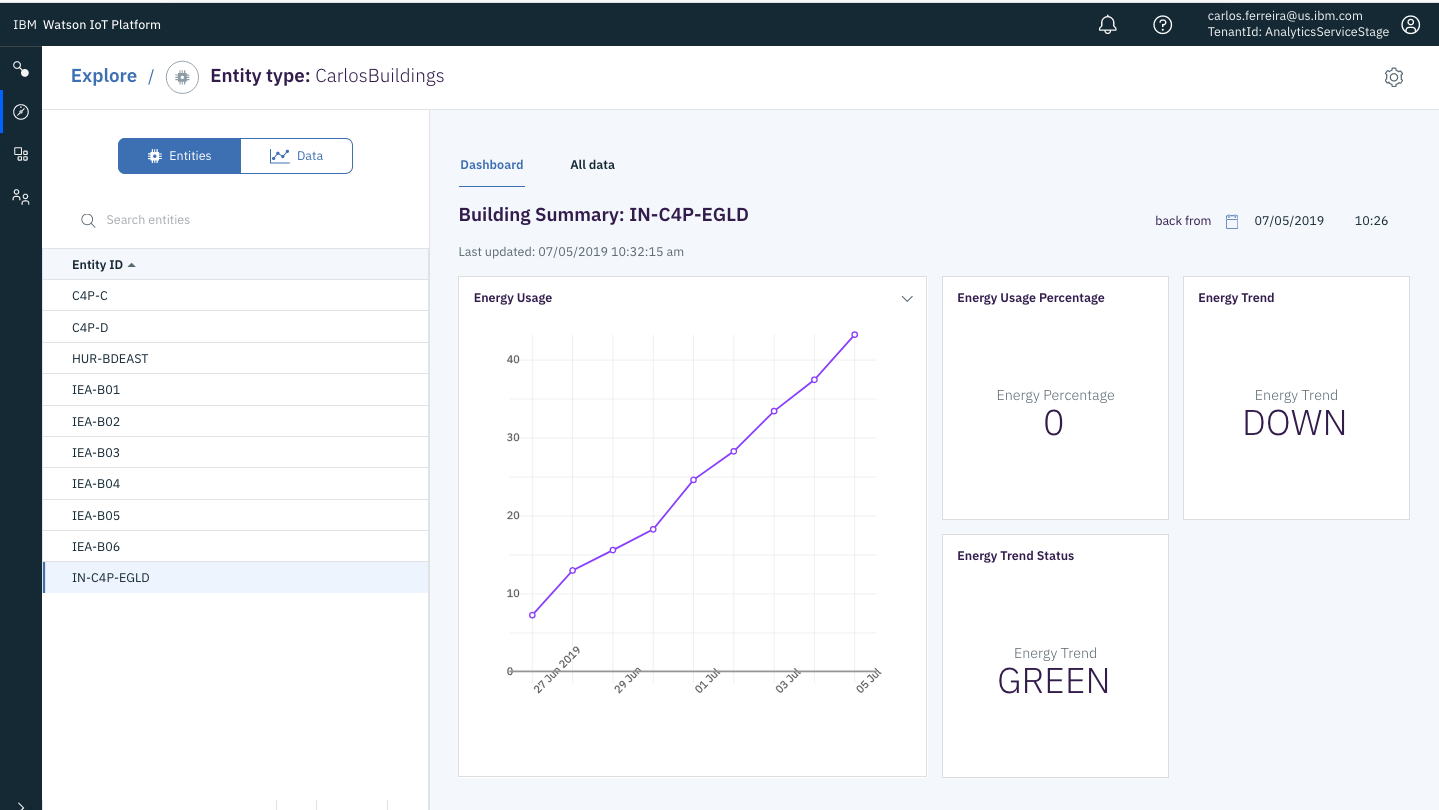 IBM Watson IoT Platform
carlos.ferreira@us.ibm.com
TenantId: AnalyticsServiceStage
Explore / Entity type: CarlosBuildings
Entities
Data
Search entities
Entity ID
C4P-C
C4P-D
HUR-BDEAST
IEA-B01
IEA-B02
IEA-B03
IEA-B04
IEA-B05
IEA-B06
IN-C4P-EGLD
Dashboard
All data
Building Summary: IN-C4P-EGLD
back from 07/05/2019 10:26
Last updated: 07/05/2019 10:32:15 am
Energy Usage
40
30
20
10
0
27 Jun 2019
29 Jun
01 Jul
03 Jul
05 Jul
Energy Usage Percentage
Energy Percentage
0
Energy Trend
Energy Trend
DOWN
Energy Trend Status
Energy Trend
GREEN